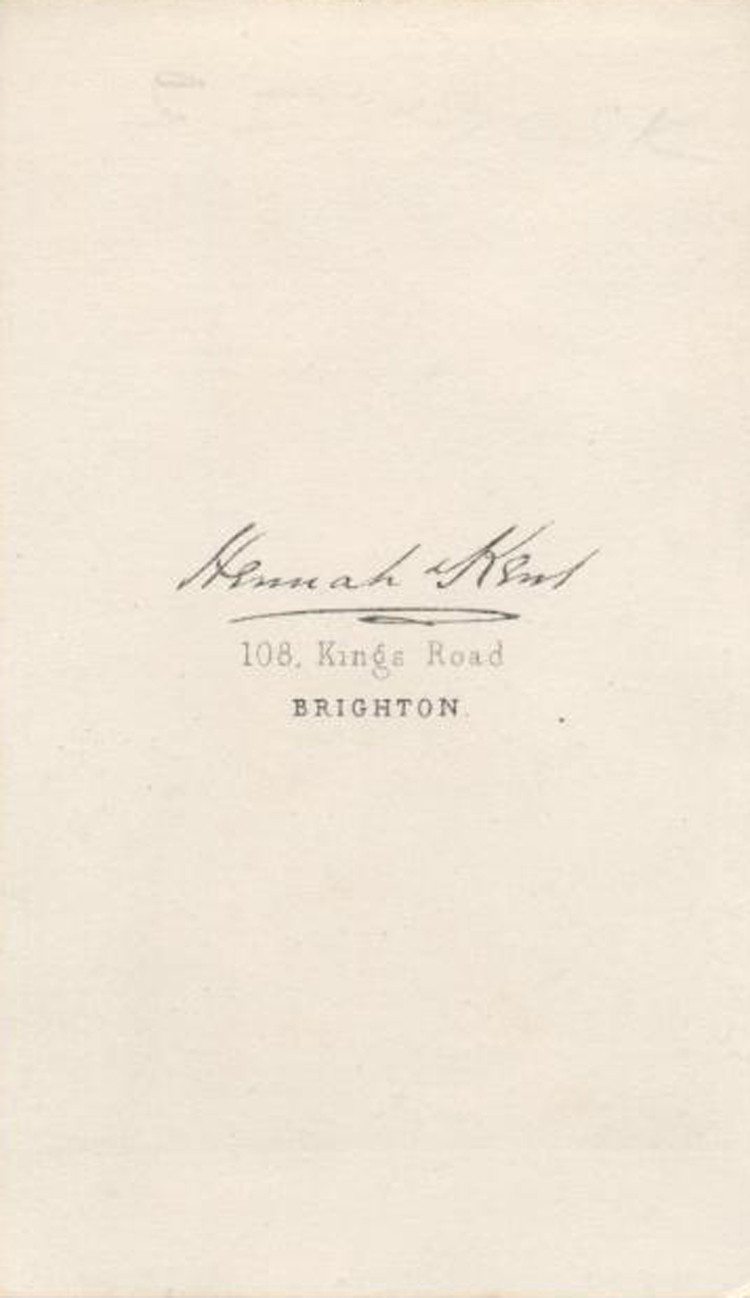 Hennah & Kent
108, Kings Road
BRIGHTON.